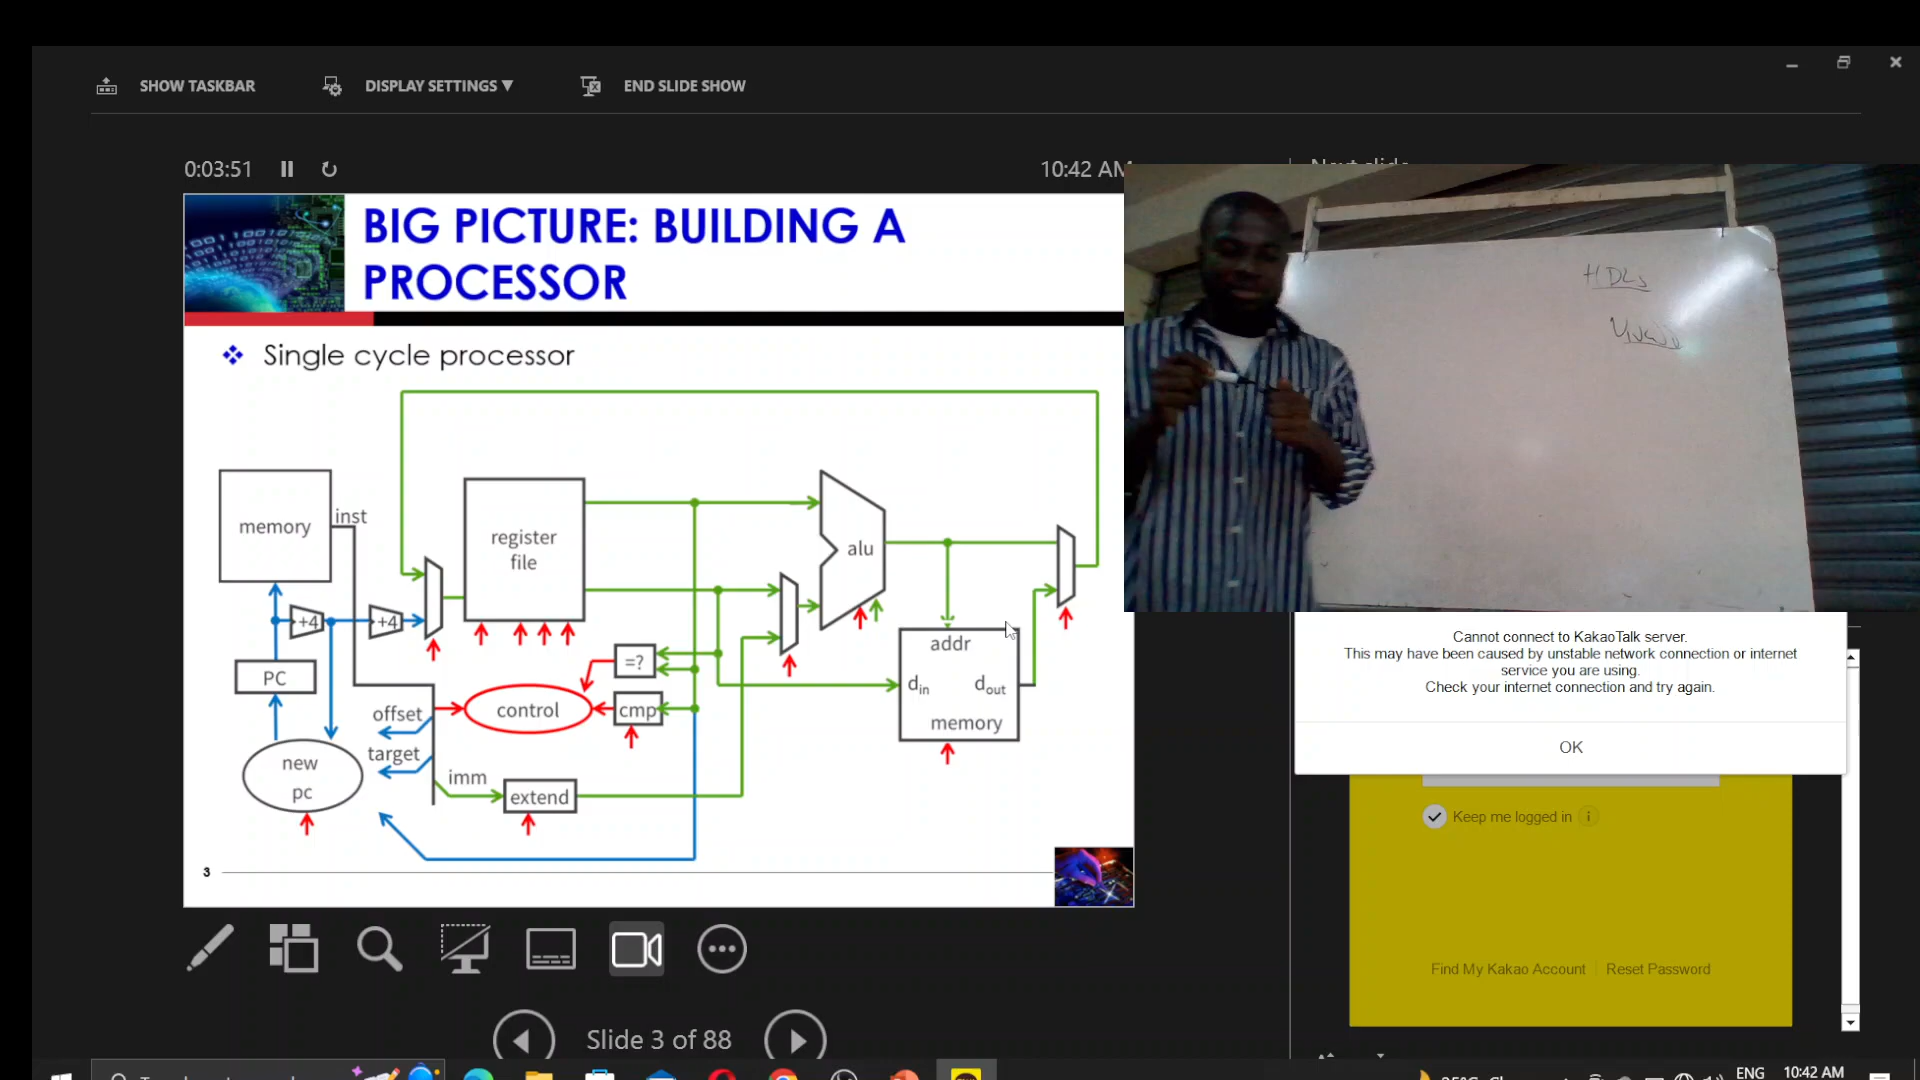 SHOW TASKBAR
DISPLAY SETTINGS ▼
END SLIDE SHOW
0:03:51
10:42 AM
Next slide
BIG PICTURE: BUILDING A
PROCESSOR
HDLs
Vivado
❖ Single cycle processor
memory
inst
register
file
alu
+4
+4
=?
addr
PC
din
dout
offset
control
cmp
memory
target
new
pc
imm
extend
3
Cannot connect to KakaoTalk server.
This may have been caused by unstable network connection or internet
service you are using.
Check your internet connection and try again.
OK
Keep me logged in
Find My Kakao Account
Reset Password
Slide 3 of 88
ENG
10:42 AM